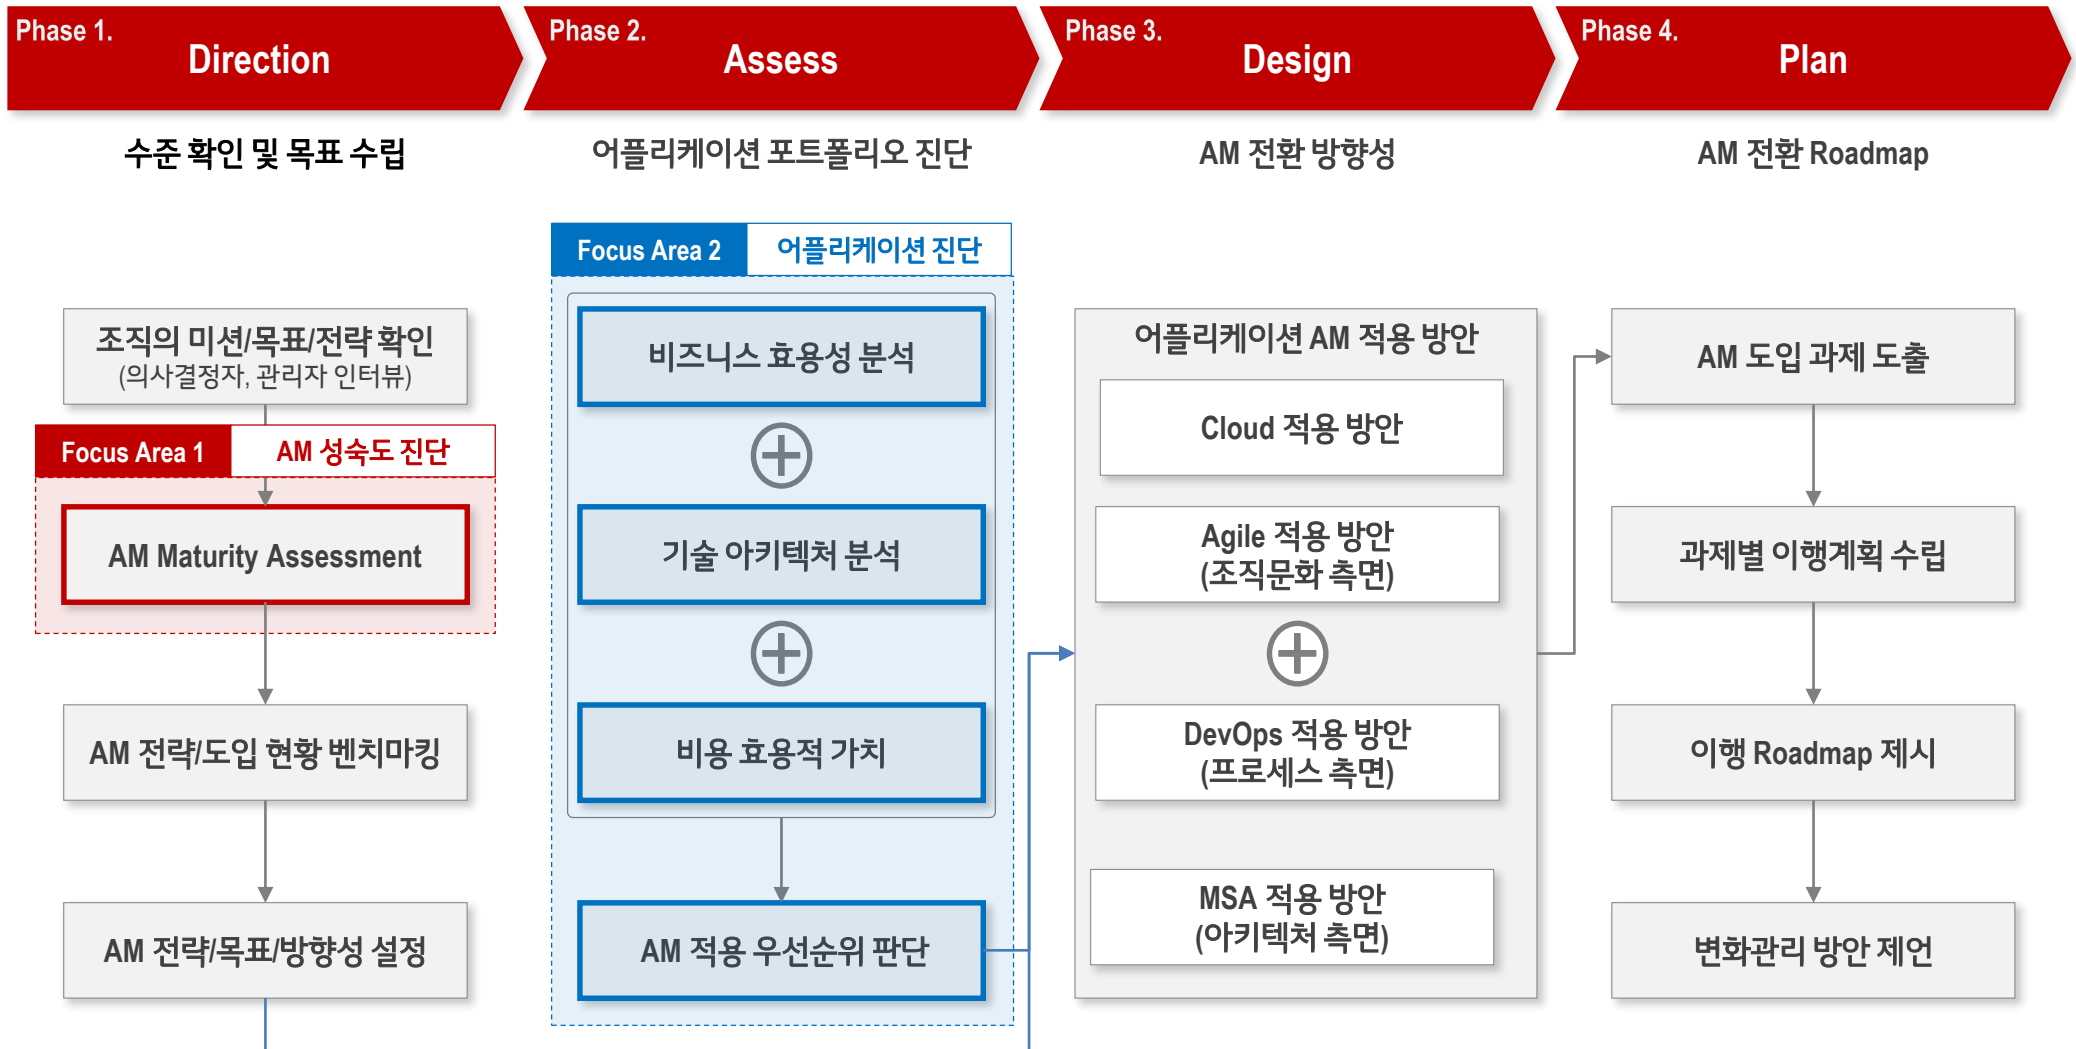 Phase 1.
Direction
Phase 2.
Assess
Phase 3.
Design
Phase 4.
Plan
수준 확인 및 목표 수립
어플리케이션 포트폴리오 진단
AM 전환 방향성
AM 전환 Roadmap
조직의 미션/목표/전략 확인
(의사결정자, 관리자 인터뷰)
Focus Area 1
AM 성숙도 진단
AM Maturity Assessment
AM 전략/도입 현황 벤치마킹
AM 전략/목표/방향성 설정
Focus Area 2
어플리케이션 진단
비즈니스 효용성 분석
기술 아키텍처 분석
비용 효용적 가치
AM 적용 우선순위 판단
어플리케이션 AM 적용 방안
Cloud 적용 방안
Agile 적용 방안
(조직문화 측면)
DevOps 적용 방안
(프로세스 측면)
MSA 적용 방안
(아키텍처 측면)
AM 도입 과제 도출
과제별 이행계획 수립
이행 Roadmap 제시
변화관리 방안 제언